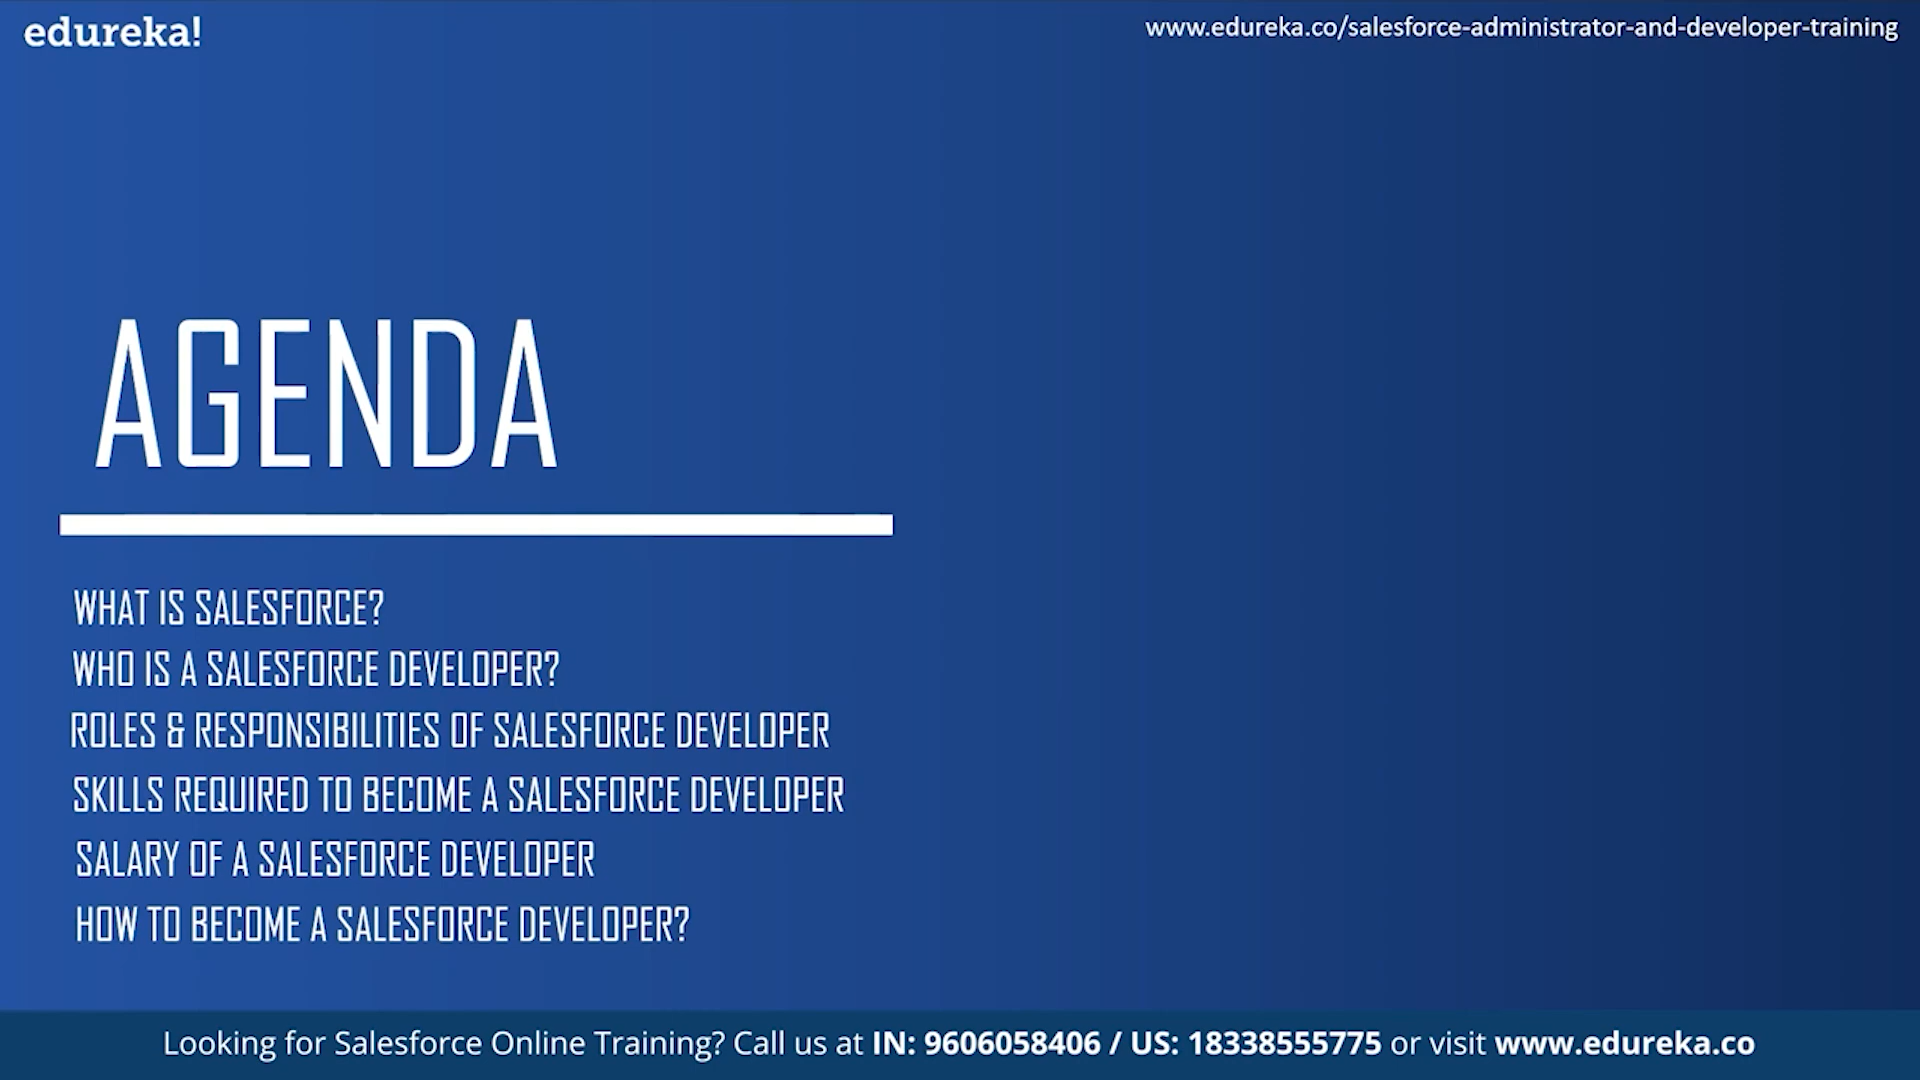 edureka!
www.edureka.co/salesforce-administrator-and-developer-training
AGENDA
WHAT IS SALESFORCE?
WHO IS A SALESFORCE DEVELOPER?
ROLES & RESPONSIBILITIES OF SALESFORCE DEVELOPER
SKILLS REQUIRED TO BECOME A SALESFORCE DEVELOPER
SALARY OF A SALESFORCE DEVELOPER
HOW TO BECOME A SALESFORCE DEVELOPER?
Looking for Salesforce Online Training? Call us at IN: 9606058406 / US: 18338555775 or visit www.edureka.co